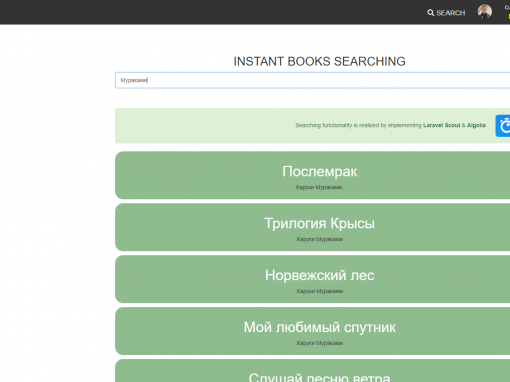 SEARCH
INSTANT BOOKS SEARCHING
Мураками
Searching functionality is realized by implementing Laravel Scout & Algolia
Послемрак
Харуки Мураками
Трилогия Крысы
Харуки Мураками
Норвежский лес
Харуки Мураками
Мой любимый спутник
Харуки Мураками
Слушай песню ветра